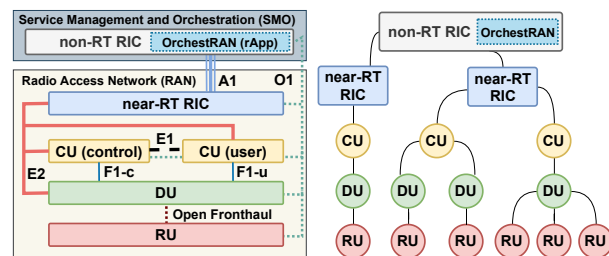 Service Management and Orchestration (SMO)
non-RT RIC
OrchestRAN (rApp)
Radio Access Network (RAN)
A1
O1
near-RT RIC
E1
CU (control)
CU (user)
E2
F1-c
F1-u
DU
Open Fronthaul
RU
non-RT RIC
OrchestRAN
near-RT
RIC
near-RT
RIC
CU
CU
CU
DU
DU
DU
DU
RU
RU
RU
RU
RU
RU